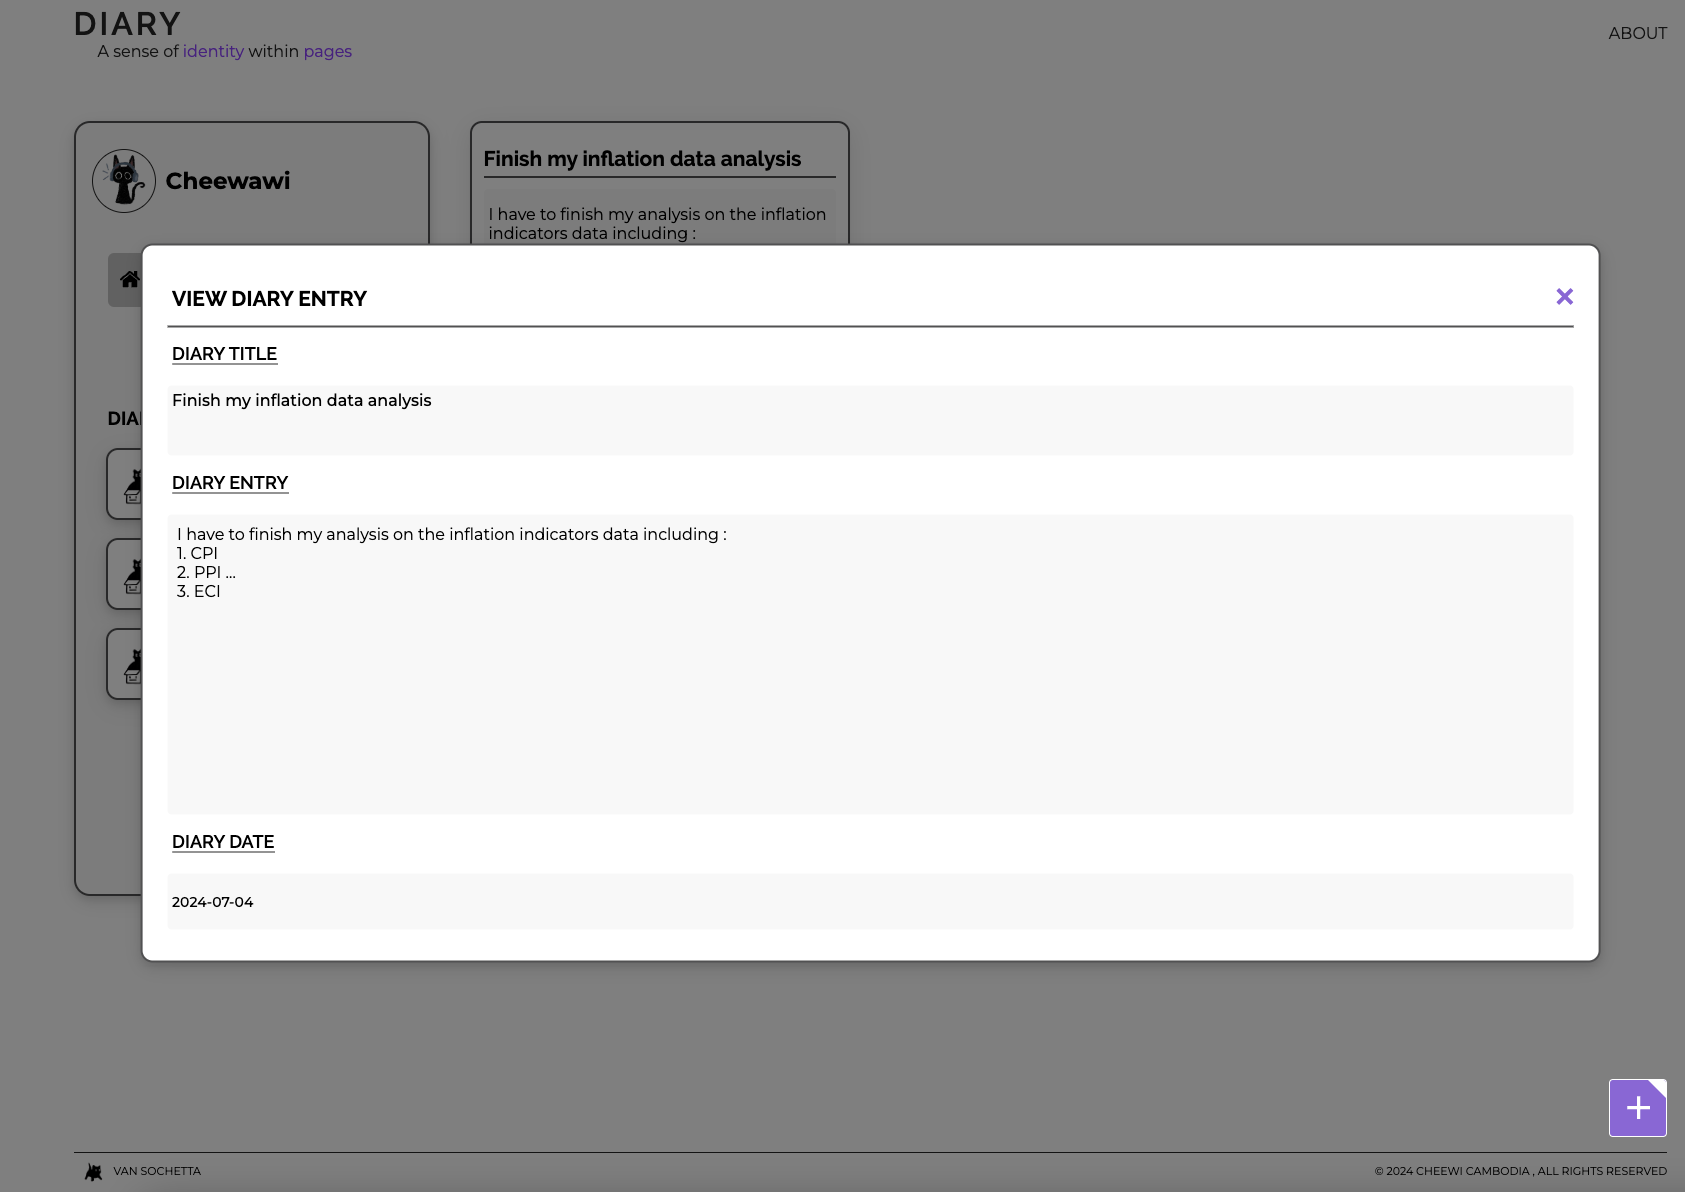 DIARY
A sense of identity within pages
ABOUT
Cheewawi
Finish my inflation data analysis
I have to finish my analysis on the inflation
indicators data including :
VIEW DIARY ENTRY
DIARY TITLE
Finish my inflation data analysis
DIARY ENTRY
I have to finish my analysis on the inflation indicators data including :
1. CPI
2. PPI ...
3. ECI
DIARY DATE
2024-07-04
VAN SOCHETTA
© 2024 CHEEWI CAMBODIA , ALL RIGHTS RESERVED